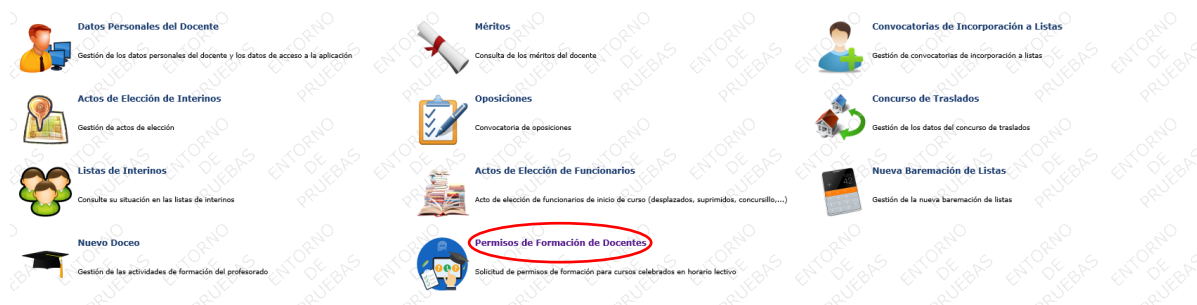 Datos Personales del Docente
Gestión de los datos personales del docente y los datos de acceso a la aplicación
Méritos
Consulta de los méritos del docente
Convocatorias de Incorporación a Listas
Gestión de convocatorias de incorporación a listas
Actos de Elección de Interinos
Gestión de actos de elección
Oposiciones
Convocatoria de oposiciones
Concurso de Traslados
Gestión de los datos del concurso de traslados
Listas de Interinos
Consulte su situación en las listas de interinos
Actos de Elección de Funcionarios
Acto de elección de funcionarios de inicio de curso (desplazados, suprimidos, concursillo,...)
Nueva Baremación de Listas
Gestión de la nueva baremación de listas
Nuevo Doceo
Gestión de las actividades de formación del profesorado
Permisos de Formación de Docentes
Solicitud de permisos de formación para cursos celebrados en horario lectivo
ENTORNO
DE
PRUEBAS